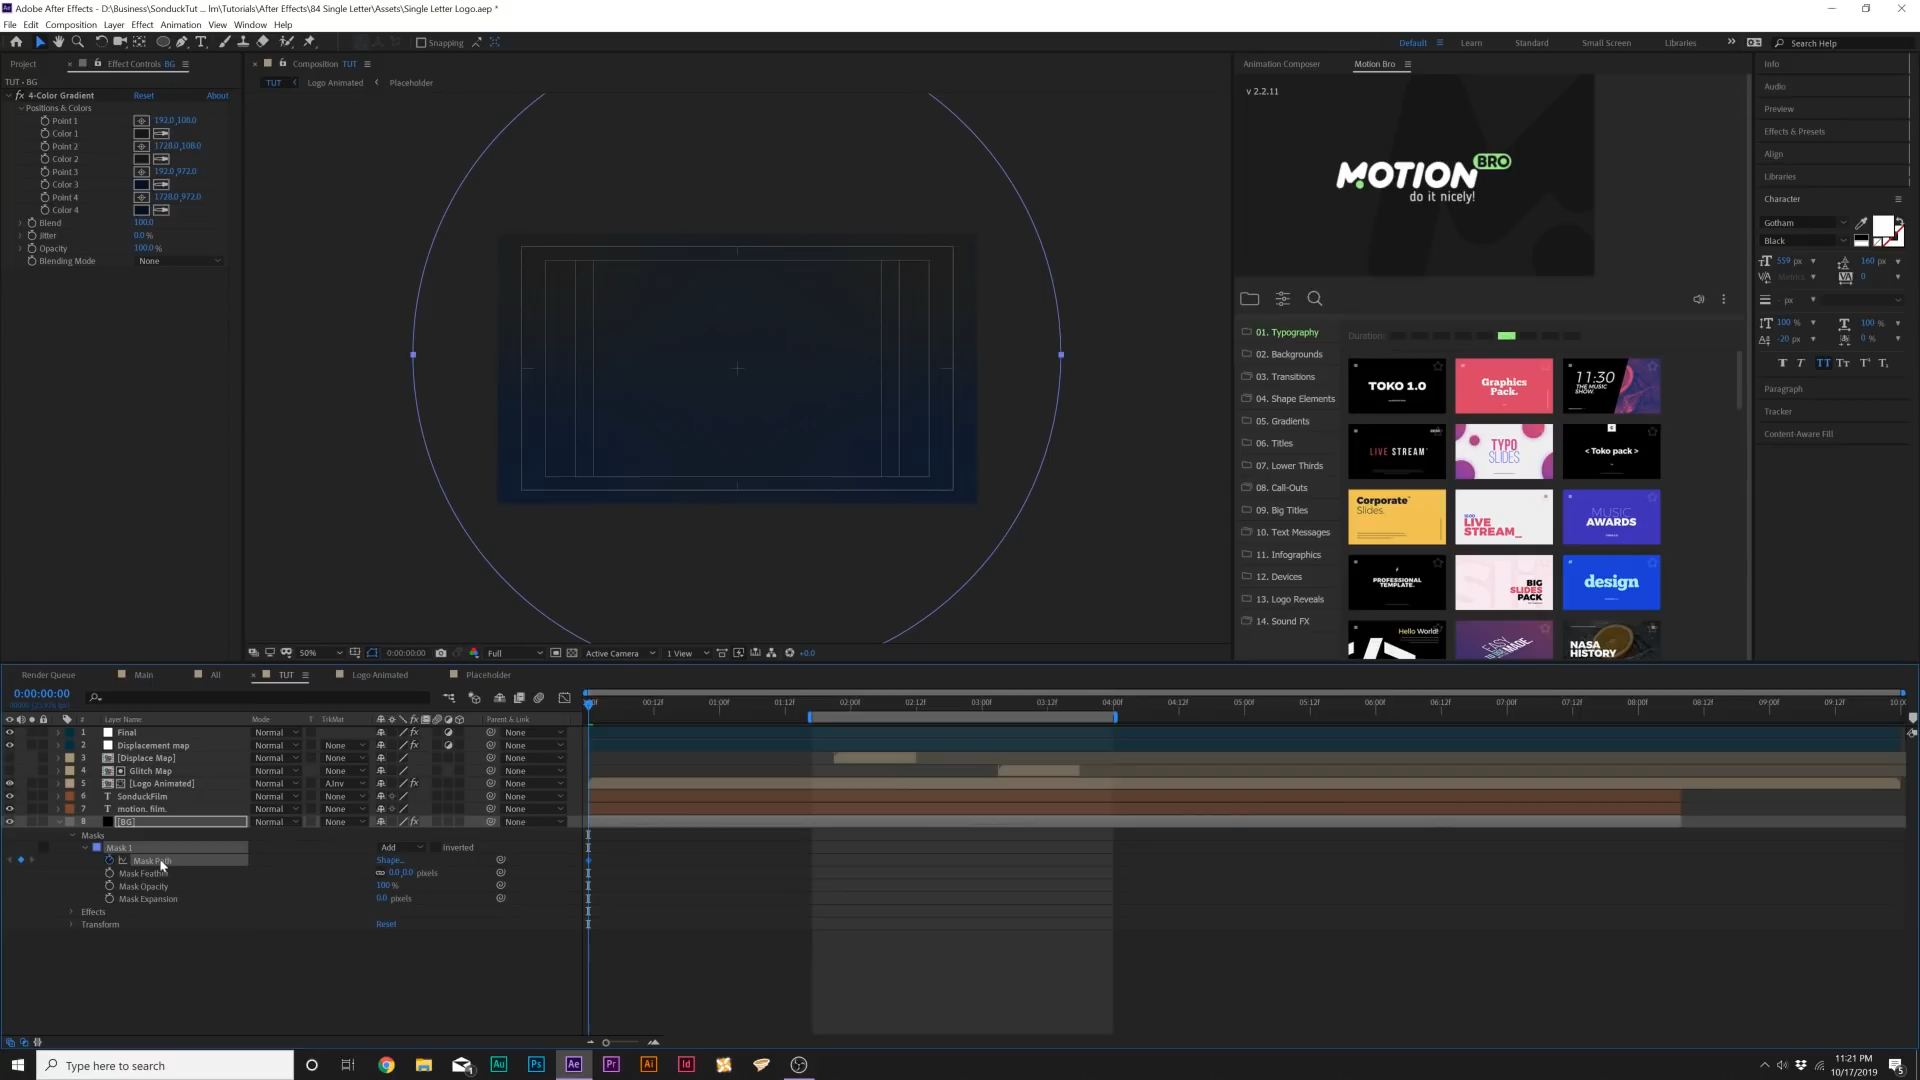 Adobe After Effects - D:\Business\SonduckTut ... lm\Tutorials\After Effects\84 Single Letter\Assets\Single Letter Logo.aep *
File Edit Composition Layer Effect Animation View Window Help
Snapping
Default Learn Standard Small Screen Libraries Search Help
Project Effect Controls BG
TUT • BG
fx 4-Color Gradient Reset About
Positions & Colors
Point 1 192.0,108.0
Color 1
Point 2 1728.0,108.0
Color 2
Point 3 192.0,972.0
Color 3
Point 4 1728.0,972.0
Color 4
Blend 100.0
Jitter 0.0 %
Opacity 100.0 %
Blending Mode None
Composition TUT
TUT Logo Animated Placeholder
50% 0:00:00:00 Full Active Camera 1 View +0.0
Animation Composer Motion Bro
v 2.2.11
MOTION BRO
do it nicely!
01. Typography
02. Backgrounds
03. Transitions
04. Shape Elements
05. Gradients
06. Titles
07. Lower Thirds
08. Call-Outs
09. Big Titles
10. Text Messages
11. Infographics
12. Devices
13. Logo Reveals
14. Sound FX
Duration:
TOKO 1.0
Graphics
Pack.
11:30
THE MUSIC
SHOW.
LIVE STREAM
TYPO
SLIDES
< Toko pack >
Corporate
Slides.
LIVE
STREAM_
MUSIC
AWARDS
PROFESSIONAL
TEMPLATE.
BIG
SLIDES
PACK
design
Hello World!
NASA
HISTORY
Info
Audio
Preview
Effects & Presets
Align
Libraries
Character
Gotham
Black
559 px 160 px
Metrics 0
- px
100 % 100 %
-20 px 0 %
Paragraph
Tracker
Content-Aware Fill
Render Queue Main All TUT Logo Animated Placeholder
0:00:00:00
# Layer Name Mode T TrkMat Parent & Link
1 Final Normal None
2 Displacement map Normal None None
3 [Displace Map] Normal None None
4 Glitch Map Normal None None
5 [Logo Animated] Normal A.Inv None
6 T SonduckFilm Normal None None
7 T motion. film. Normal None None
8 [BG] Normal None None
Masks
Mask 1 Add Inverted
Mask Path Shape...
Mask Feather 0.0,0.0 pixels
Mask Opacity 100 %
Mask Expansion 0.0 pixels
Effects
Transform Reset
00:12f 01:00f 01:12f 02:00f 02:12f 03:00f 03:12f 04:00f 04:12f 05:00f 05:12f 06:00f 06:12f 07:00f 07:12f 08:00f 08:12f 09:00f 09:12f
Type here to search
Au Ps Ae Pr Ai Id
11:21 PM
10/17/2019